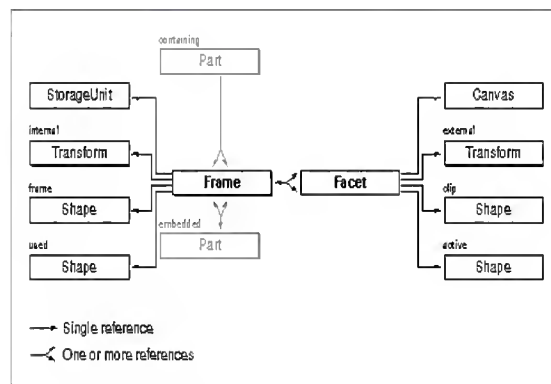 containing
Part
StorageUnit
Canvas
internal
external
Transform
Transform
Frame
Facet
frame
clip
Shape
Shape
embedded
Part
used
active
Shape
Shape
Single reference
One or more references